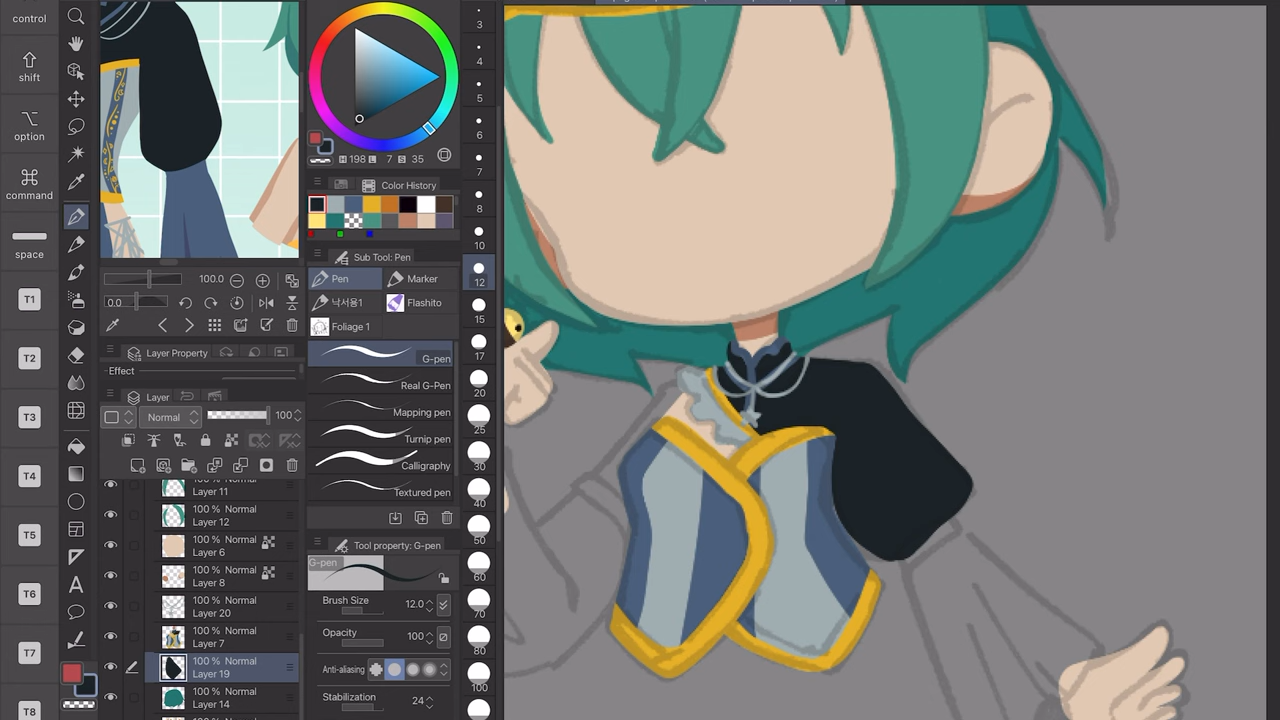 control
shift
option
command
space
T1
T2
T3
T4
T5
T6
T7
T8
100.0
0.0
Layer Property
Effect
Layer
Normal
100
100 % Normal
Layer 11
100 % Normal
Layer 12
100 % Normal
Layer 6
100 % Normal
Layer 8
100 % Normal
Layer 20
100 % Normal
Layer 7
100 % Normal
Layer 19
100 % Normal
Layer 14
H 198 L 7 S 35
Color History
Sub Tool: Pen
Pen
Marker
낙서용1
Flashito
Foliage 1
G-pen
Real G-Pen
Mapping pen
Turnip pen
Calligraphy
Textured pen
Tool property: G-pen
G-pen
Brush Size 12.0
Opacity 100
Anti-aliasing
Stabilization 24
3
4
5
6
7
8
10
12
15
17
20
25
30
40
50
60
70
80
100